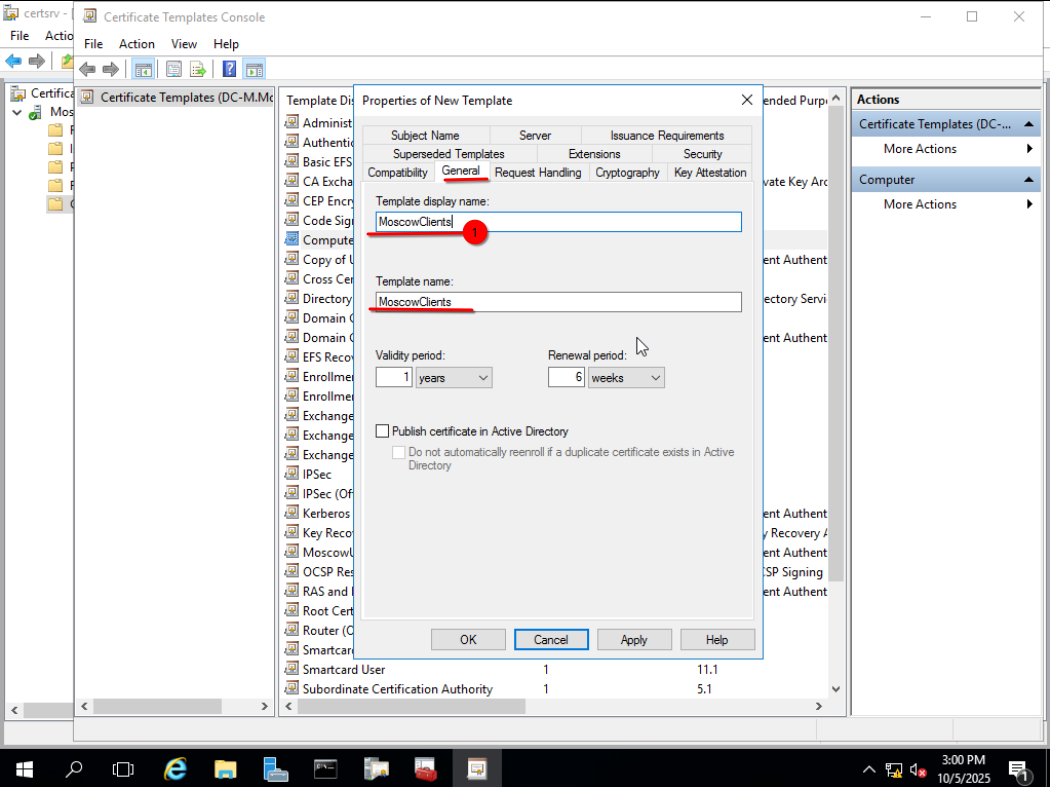 certsrv - [
Certificate Templates Console
File Actio
File Action View Help
Certifica
Mos
F
I
P
F
C
Certificate Templates (DC-M.Mo
Template Dis
ended Purp
Administ
Authentic
Basic EFS
CA Excha
vate Key Arc
CEP Encry
Code Sig
Compute
Copy of U
ent Authent
Cross Cer
Directory
ectory Servi
Domain C
Domain C
ent Authent
EFS Recov
Enrollmen
Enrollmen
Exchange
Exchange
Exchange
IPSec
IPSec (Off
Kerberos
ent Authent
Key Recov
y Recovery A
MoscowU
ent Authent
OCSP Res
SP Signing
RAS and I
ent Authent
Root Cert
Router (O
Smartcard
Smartcard User 1 11.1
Subordinate Certification Authority 1 5.1
Properties of New Template
Subject Name Server Issuance Requirements
Superseded Templates Extensions Security
Compatibility General Request Handling Cryptography Key Attestation
Template display name:
MoscowClients
1
Template name:
MoscowClients
Validity period: Renewal period:
1 years 6 weeks
Publish certificate in Active Directory
Do not automatically reenroll if a duplicate certificate exists in Active
Directory
OK Cancel Apply Help
Actions
Certificate Templates (DC-...
More Actions
Computer
More Actions
3:00 PM
10/5/2025
1